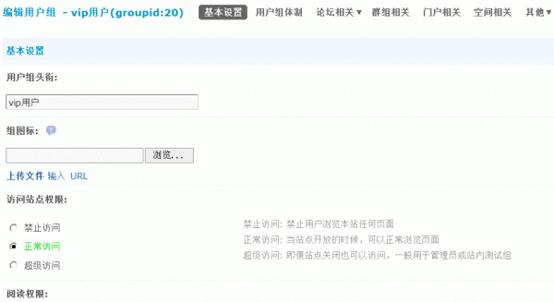 编辑用户组 - vip用户(groupid:20) 基本设置 用户组体制 论坛相关 群组相关 门户相关 空间相关 其他
基本设置
用户组头衔:
vip用户
组图标:
浏览...
上传文件 输入 URL
访问站点权限:
禁止访问 禁止访问: 禁止用户浏览本站任何页面
正常访问 正常访问: 当站点开放的时候，可以正常浏览页面
超级访问 超级访问: 即便站点关闭也可以访问，一般用于管理员或站内测试组
阅读权限: